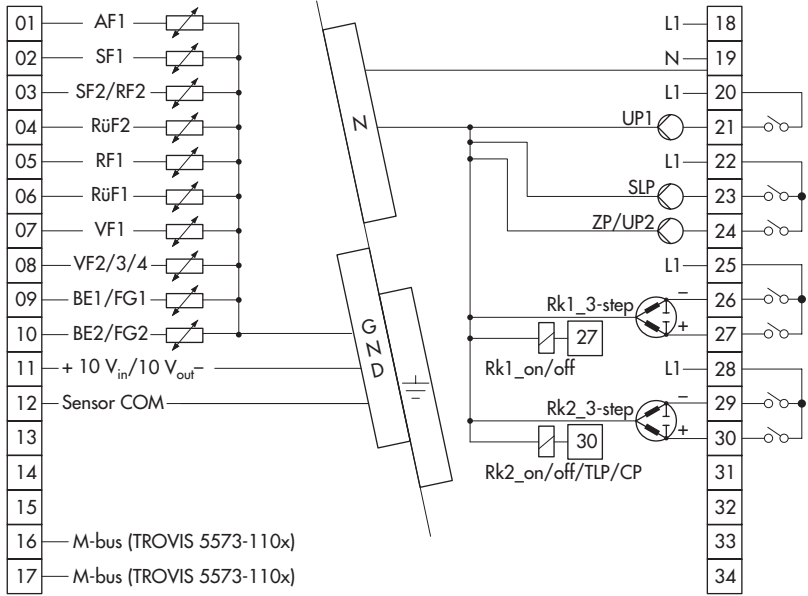 01 AF1
02 SF1
03 SF2/RF2
04 RüF2
05 RF1
06 RüF1
07 VF1
08 VF2/3/4
09 BE1/FG1
10 BE2/FG2
11 + 10 Vin/10 Vout–
12 Sensor COM
13
14
15
16 M-bus (TROVIS 5573-110x)
17 M-bus (TROVIS 5573-110x)
N
GND
L1 18
N 19
L1 20
UP1 21
L1 22
SLP 23
ZP/UP2 24
L1 25
Rk1_3-step – 26
+ 27
27
Rk1_on/off
L1 28
Rk2_3-step – 29
+ 30
30
Rk2_on/off/TLP/CP
31
32
33
34